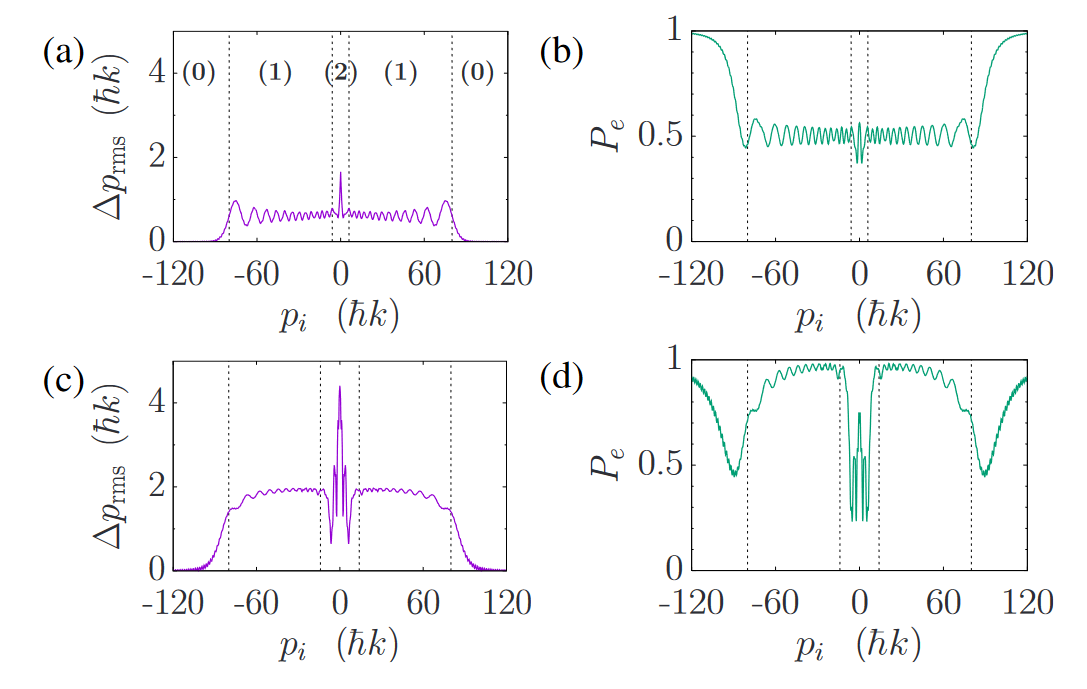 (a)
Δp_rms (ħk)
4
2
0
(0) (1) (2) (1) (0)
-120 -60 0 60 120
p_i (ħk)
(b)
P_e
1
0.5
0
-120 -60 0 60 120
p_i (ħk)
(c)
Δp_rms (ħk)
4
2
0
-120 -60 0 60 120
p_i (ħk)
(d)
P_e
1
0.5
0
-120 -60 0 60 120
p_i (ħk)